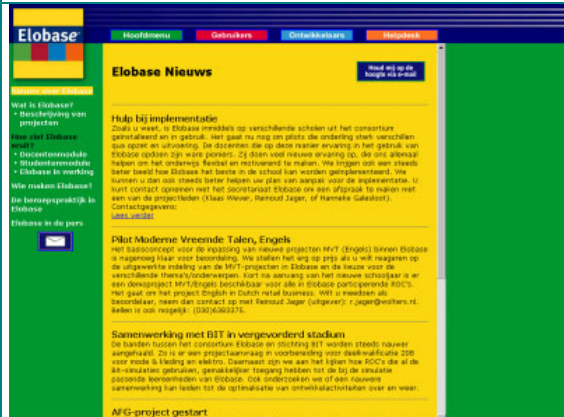 Elobase
Hoofdmenu
Gebruikers
Ontwikkelaars
Helpdesk
Elobase Nieuws
Houd mij op de
hoogte via e-mail
Nieuws over Elobase
Wat is Elobase?
• Beschrijving van
projecten
Hoe ziet Elobase
eruit?
• Docentenmodule
• Studentenmodule
• Elobase in werking
Wie maken Elobase?
De beroepspraktijk in
Elobase
Elobase in de pers
Hulp bij implementatie
Zoals u weet, is Elobase inmiddels op verschillende scholen uit het consortium
geïnstalleerd en in gebruik. Het gaat nu nog om pilots die onderling sterk verschillen
qua opzet en uitvoering. De docenten die op deze manier ervaring in het gebruik van
Elobase opdoen zijn ware pioniers. Zij doen veel nieuwe ervaring op, die ons allemaal
helpen om het onderwijs flexibel en motiverend te maken. We krijgen ook een steeds
beter beeld hoe Elobase het beste in de school kan worden geïmplementeerd. We
kunnen u dan ook steeds beter helpen uw plan van aanpak voor de implementatie. U
kunt contact opnemen met het secretariaat Elobase om een afspraak te maken met
een van de projectleden (Klaas Wever, Reinoud Jager, of Hanneke Galeslost).
Contactgegevens:
Lees verder
Pilot Moderne Vreemde Talen, Engels
Het basisconcept voor de inpassing van nieuwe projecten MVT (Engels) binnen Elobase
is nagenoeg klaar voor beoordeling. We stellen het erg op prijs als u wilt reageren op
de uitgewerkte indeling van de MVT-projecten in Elobase en de keuze voor de
verschillende thema's/onderwerpen. Kort na aanvang van het nieuwe schooljaar is er
een demoproject MVT/Engels beschikbaar voor alle in Elobase participerende ROC'S.
Het gaat om het project English in Dutch retail business. Wilt u meedoen als
beoordelaar, neem dan contact op met Reinoud Jager (uitgever): r.jager@wolters.nl.
Bellen is ook mogelijk: (030)6383375.
Samenwerking met BIT in vergevorderd stadium
De banden tussen het consortium Elobase en stichting BIT worden steeds nauwer
aangehaald. Zo is er een projectaanvraag in voorbereiding voor deelkwalificatie 208
voor mode & kleding en elektro. Daarnaast zijn we aan het kijken hoe ROC's die al de
Bit-simulaties gebruiken, gemakkelijker toegang hebben tot de bij de simulatie
passende leereenheden van Elobase. Ook onderzoeken we of een nauwere
samenwerking kan leiden tot de optimalisatie van ontwikkelactiviteiten over en weer.
AFG-project gestart